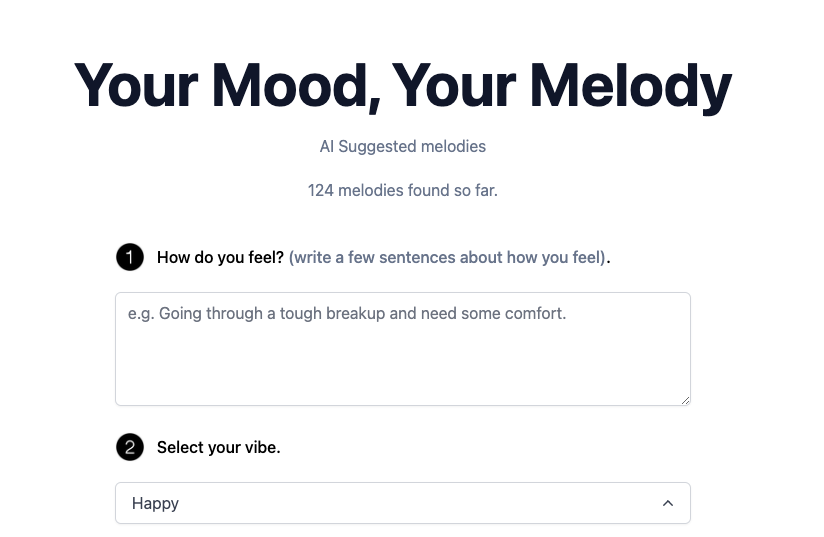 Your Mood, Your Melody
AI Suggested melodies
124 melodies found so far.
1 How do you feel? (write a few sentences about how you feel).
e.g. Going through a tough breakup and need some comfort.
2 Select your vibe.
Happy